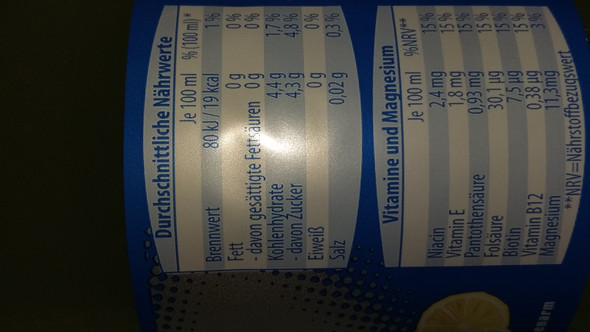 Durchschnittliche Nährwerte
Je 100 ml % (100 ml)*
Brennwert 80 kJ / 19 kcal 1%
Fett 0 g 0%
- davon gesättigte Fettsäuren 0 g 0%
Kohlenhydrate 4,4 g 1,7%
- davon Zucker 4,3 g 4,8%
Eiweiß 0 g 0%
Salz 0,02 g 0,3%
Vitamine und Magnesium
Je 100 ml %NRV**
Niacin 2,4 mg 15 %
Vitamin E 1,8 mg 15 %
Pantothensäure 0,93 mg 15 %
Folsäure 30,1 µg 15 %
Biotin 7,5 µg 15 %
Vitamin B12 0,38 µg 15 %
Magnesium 11,3mg 3 %
**NRV=Nährstoffbezugswert